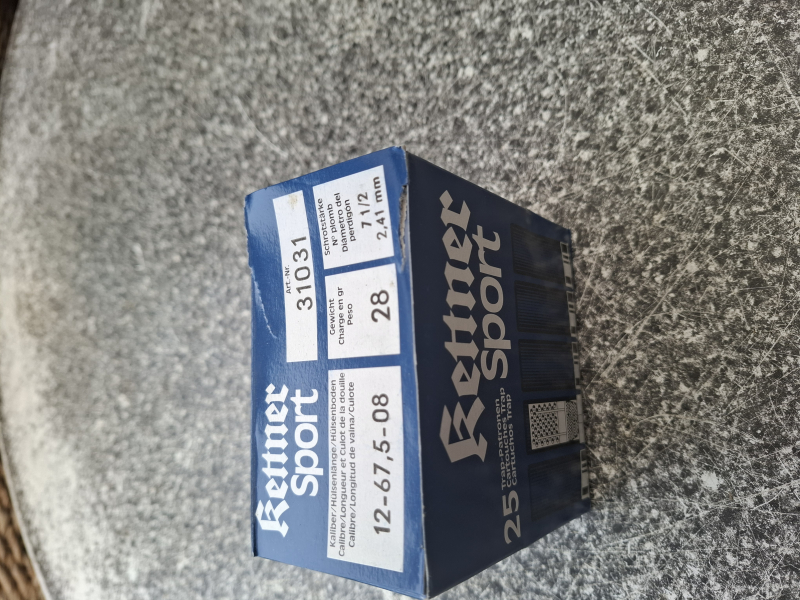 Kettner
Sport
Art.-Nr.
31031
Kaliber/Hülsenlänge/Hülsenboden
Calibre/Longueur et Culot de la douille
Calibre/Longitud de vaina/Culote
12-67,5-08
Gewicht
Charge en gr
Peso
28
Schrotstärke
N° plomb
Diámetro del
perdigón
7 1/2
2,41 mm
Kettner
Sport
25 Trap-Patronen
Cartouches Trap
Cartuchos Trap